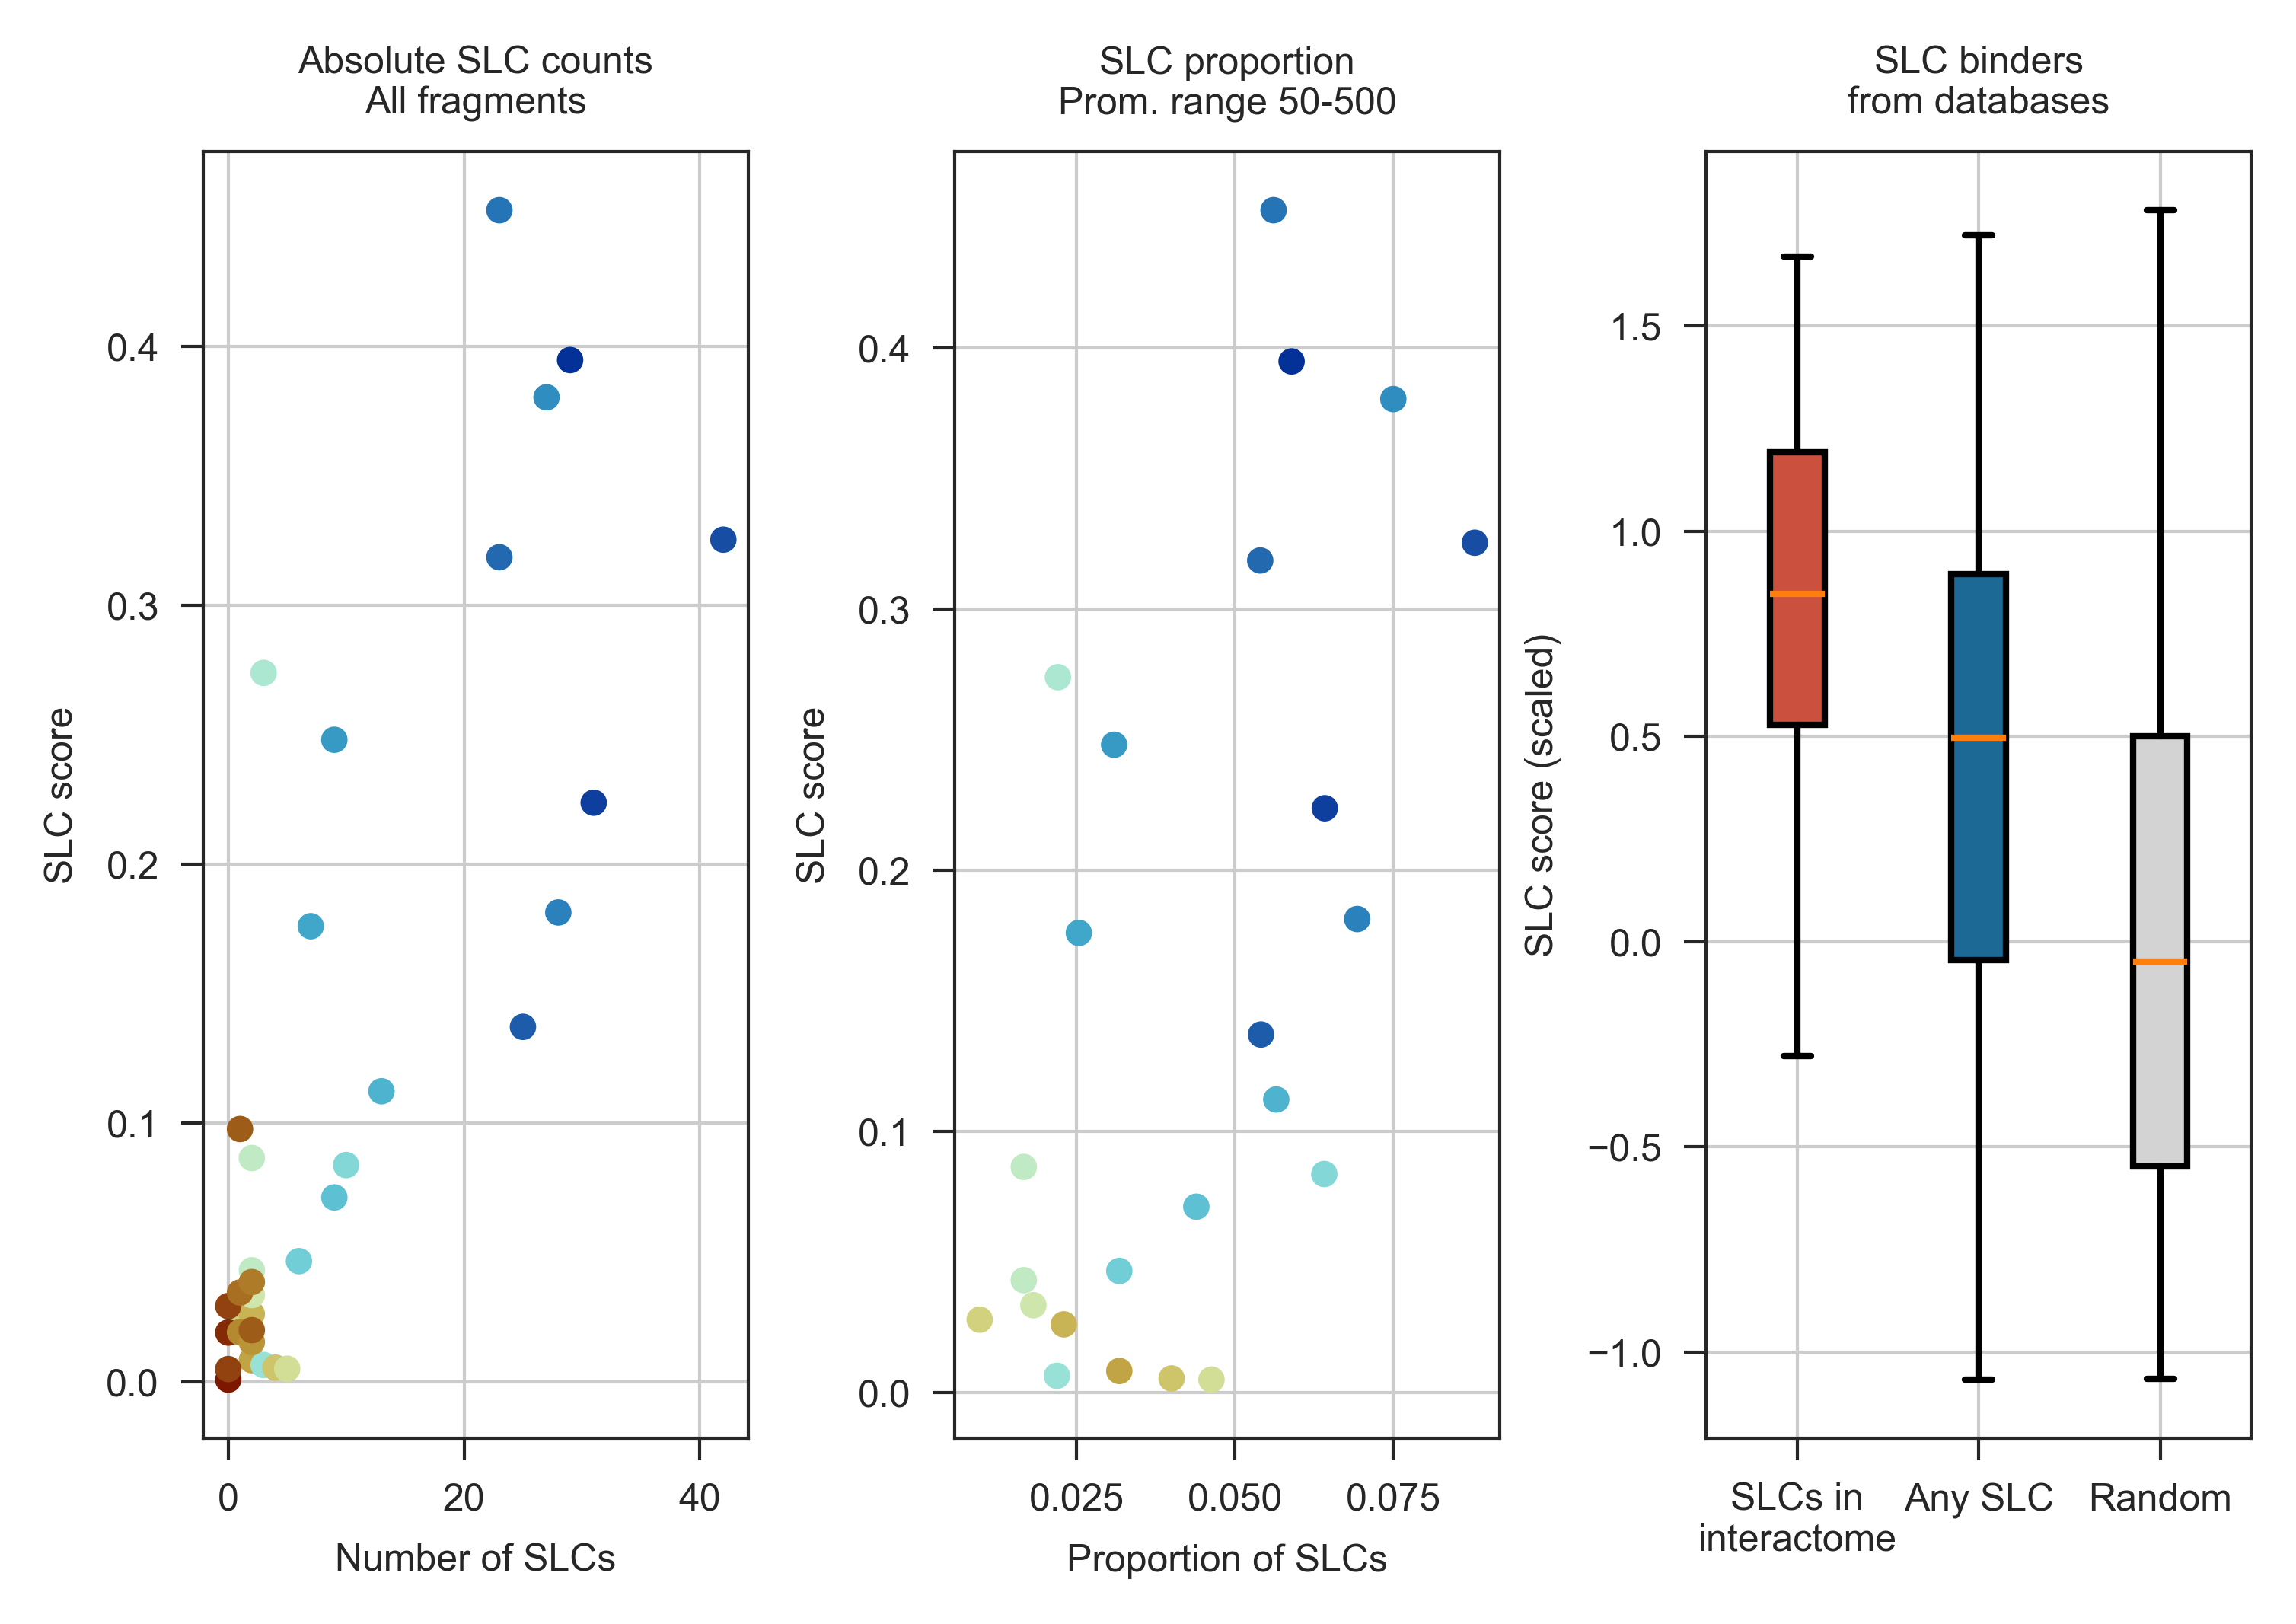 Absolute SLC counts
All fragments
SLC score
0.4
0.3
0.2
0.1
0.0
0
20
40
Number of SLCs
SLC proportion
Prom. range 50-500
SLC score
0.4
0.3
0.2
0.1
0.0
0.025
0.050
0.075
Proportion of SLCs
SLC binders
from databases
SLC score (scaled)
1.5
1.0
0.5
0.0
−0.5
−1.0
SLCs in
interactome
Any SLC
Random